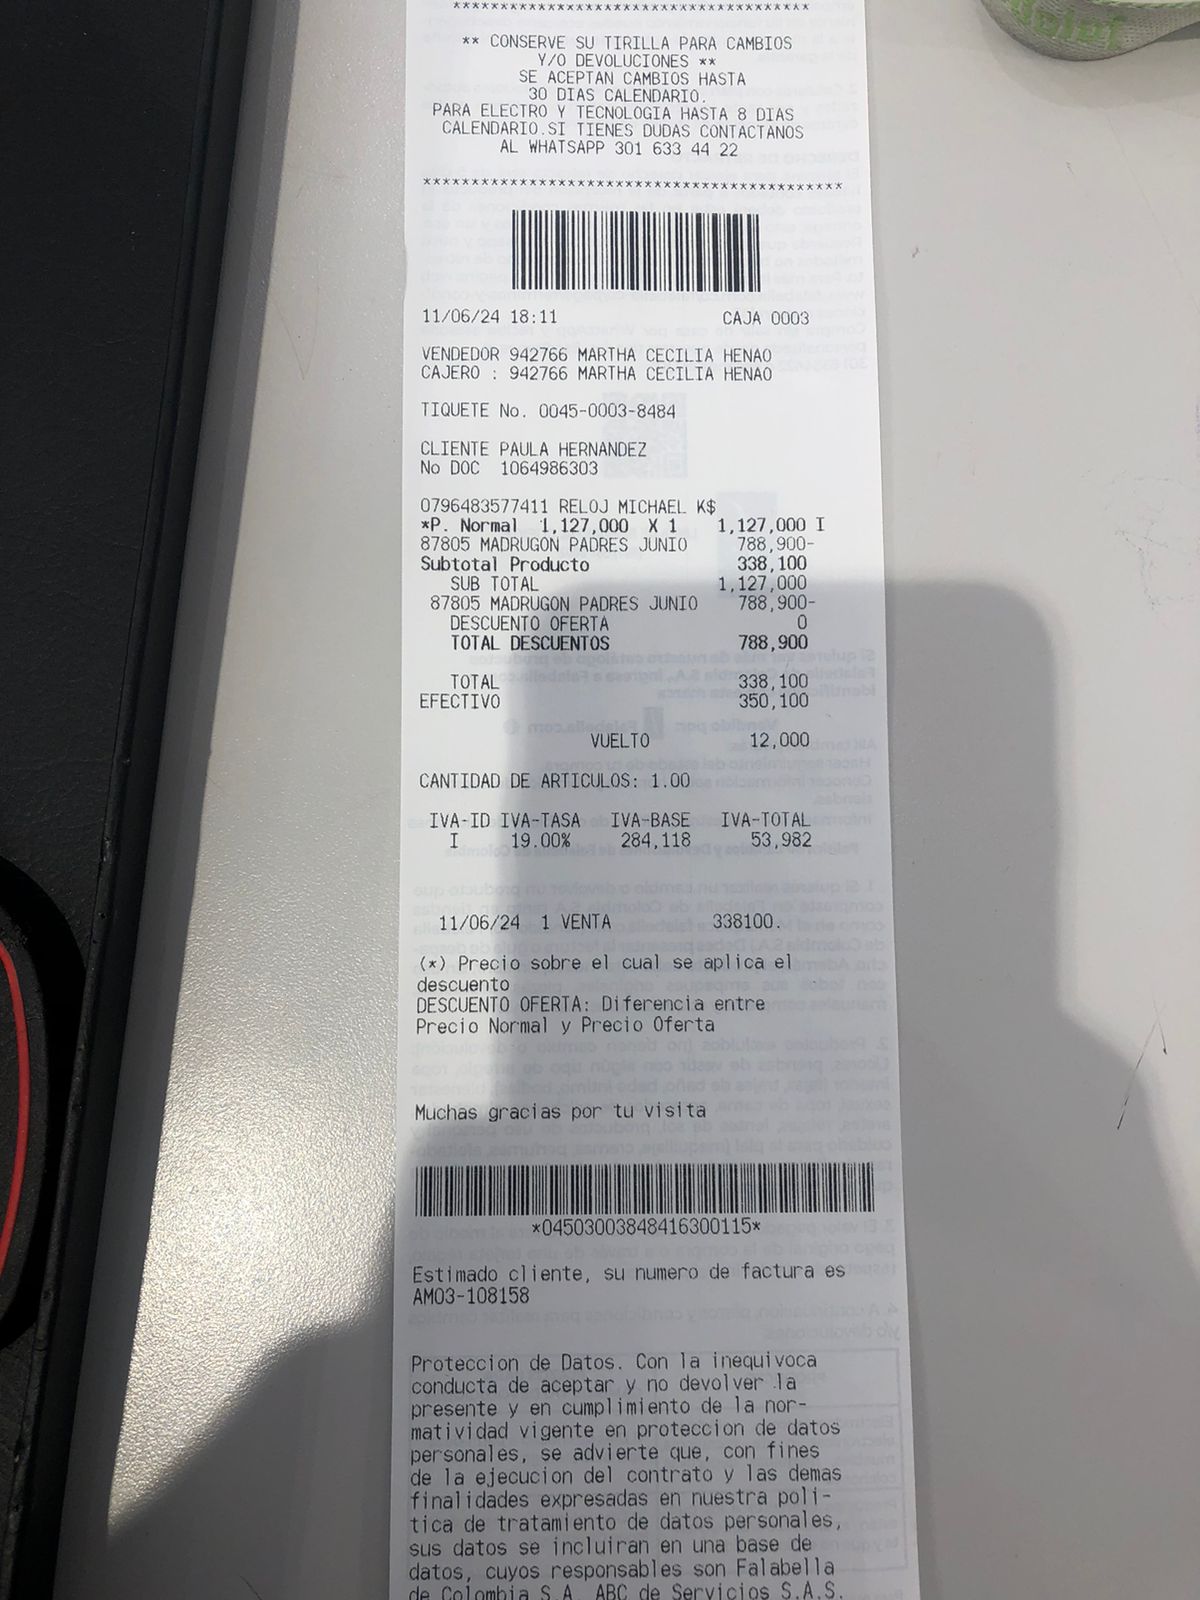 *************************************
** CONSERVE SU TIRILLA PARA CAMBIOS
Y/O DEVOLUCIONES **
SE ACEPTAN CAMBIOS HASTA
30 DIAS CALENDARIO.
PARA ELECTRO Y TECNOLOGIA HASTA 8 DIAS
CALENDARIO.SI TIENES DUDAS CONTACTANOS
AL WHATSAPP 301 633 44 22
*******************************************
11/06/24 18:11 CAJA 0003
VENDEDOR 942766 MARTHA CECILIA HENAO
CAJERO : 942766 MARTHA CECILIA HENAO
TIQUETE No. 0045-0003-8484
CLIENTE PAULA HERNANDEZ
No DOC 1064986303
0796483577411 RELOJ MICHAEL K$
*P. Normal 1,127,000 X 1 1,127,000 I
87805 MADRUGON PADRES JUNIO 788,900-
Subtotal Producto 338,100
SUB TOTAL 1,127,000
87805 MADRUGON PADRES JUNIO 788,900-
DESCUENTO OFERTA 0
TOTAL DESCUENTOS 788,900
TOTAL 338,100
EFECTIVO 350,100
VUELTO 12,000
CANTIDAD DE ARTICULOS: 1.00
IVA-ID IVA-TASA IVA-BASE IVA-TOTAL
I 19.00% 284,118 53,982
11/06/24 1 VENTA 338100.
(*) Precio sobre el cual se aplica el
descuento
DESCUENTO OFERTA: Diferencia entre
Precio Normal y Precio Oferta
Muchas gracias por tu visita
*04503003848416300115*
Estimado cliente, su numero de factura es
AM03-108158
Proteccion de Datos. Con la inequivoca
conducta de aceptar y no devolver la
presente y en cumplimiento de la nor-
matividad vigente en proteccion de datos
personales, se advierte que, con fines
de la ejecucion del contrato y las demas
finalidades expresadas en nuestra poli-
tica de tratamiento de datos personales,
sus datos se incluiran en una base de
datos, cuyos responsables son Falabella
de Colombia S.A. ABC de Servicios S.A.S.